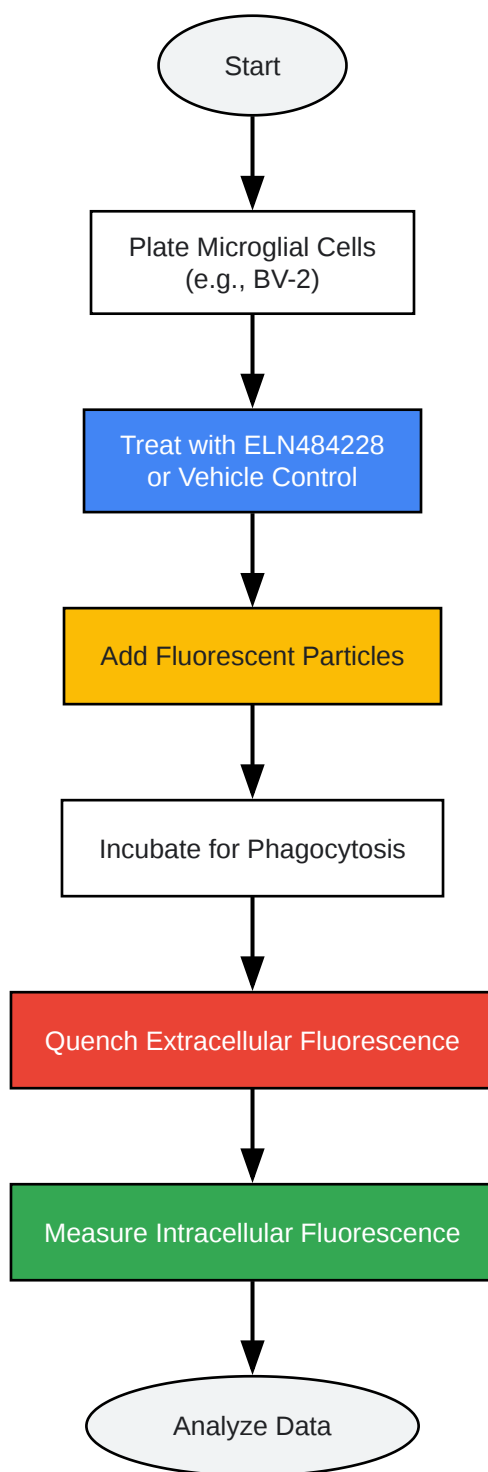 Start
Plate Microglial Cells
(e.g., BV-2)
Treat with ELN484228
or Vehicle Control
Add Fluorescent Particles
Incubate for Phagocytosis
Quench Extracellular Fluorescence
Measure Intracellular Fluorescence
Analyze Data